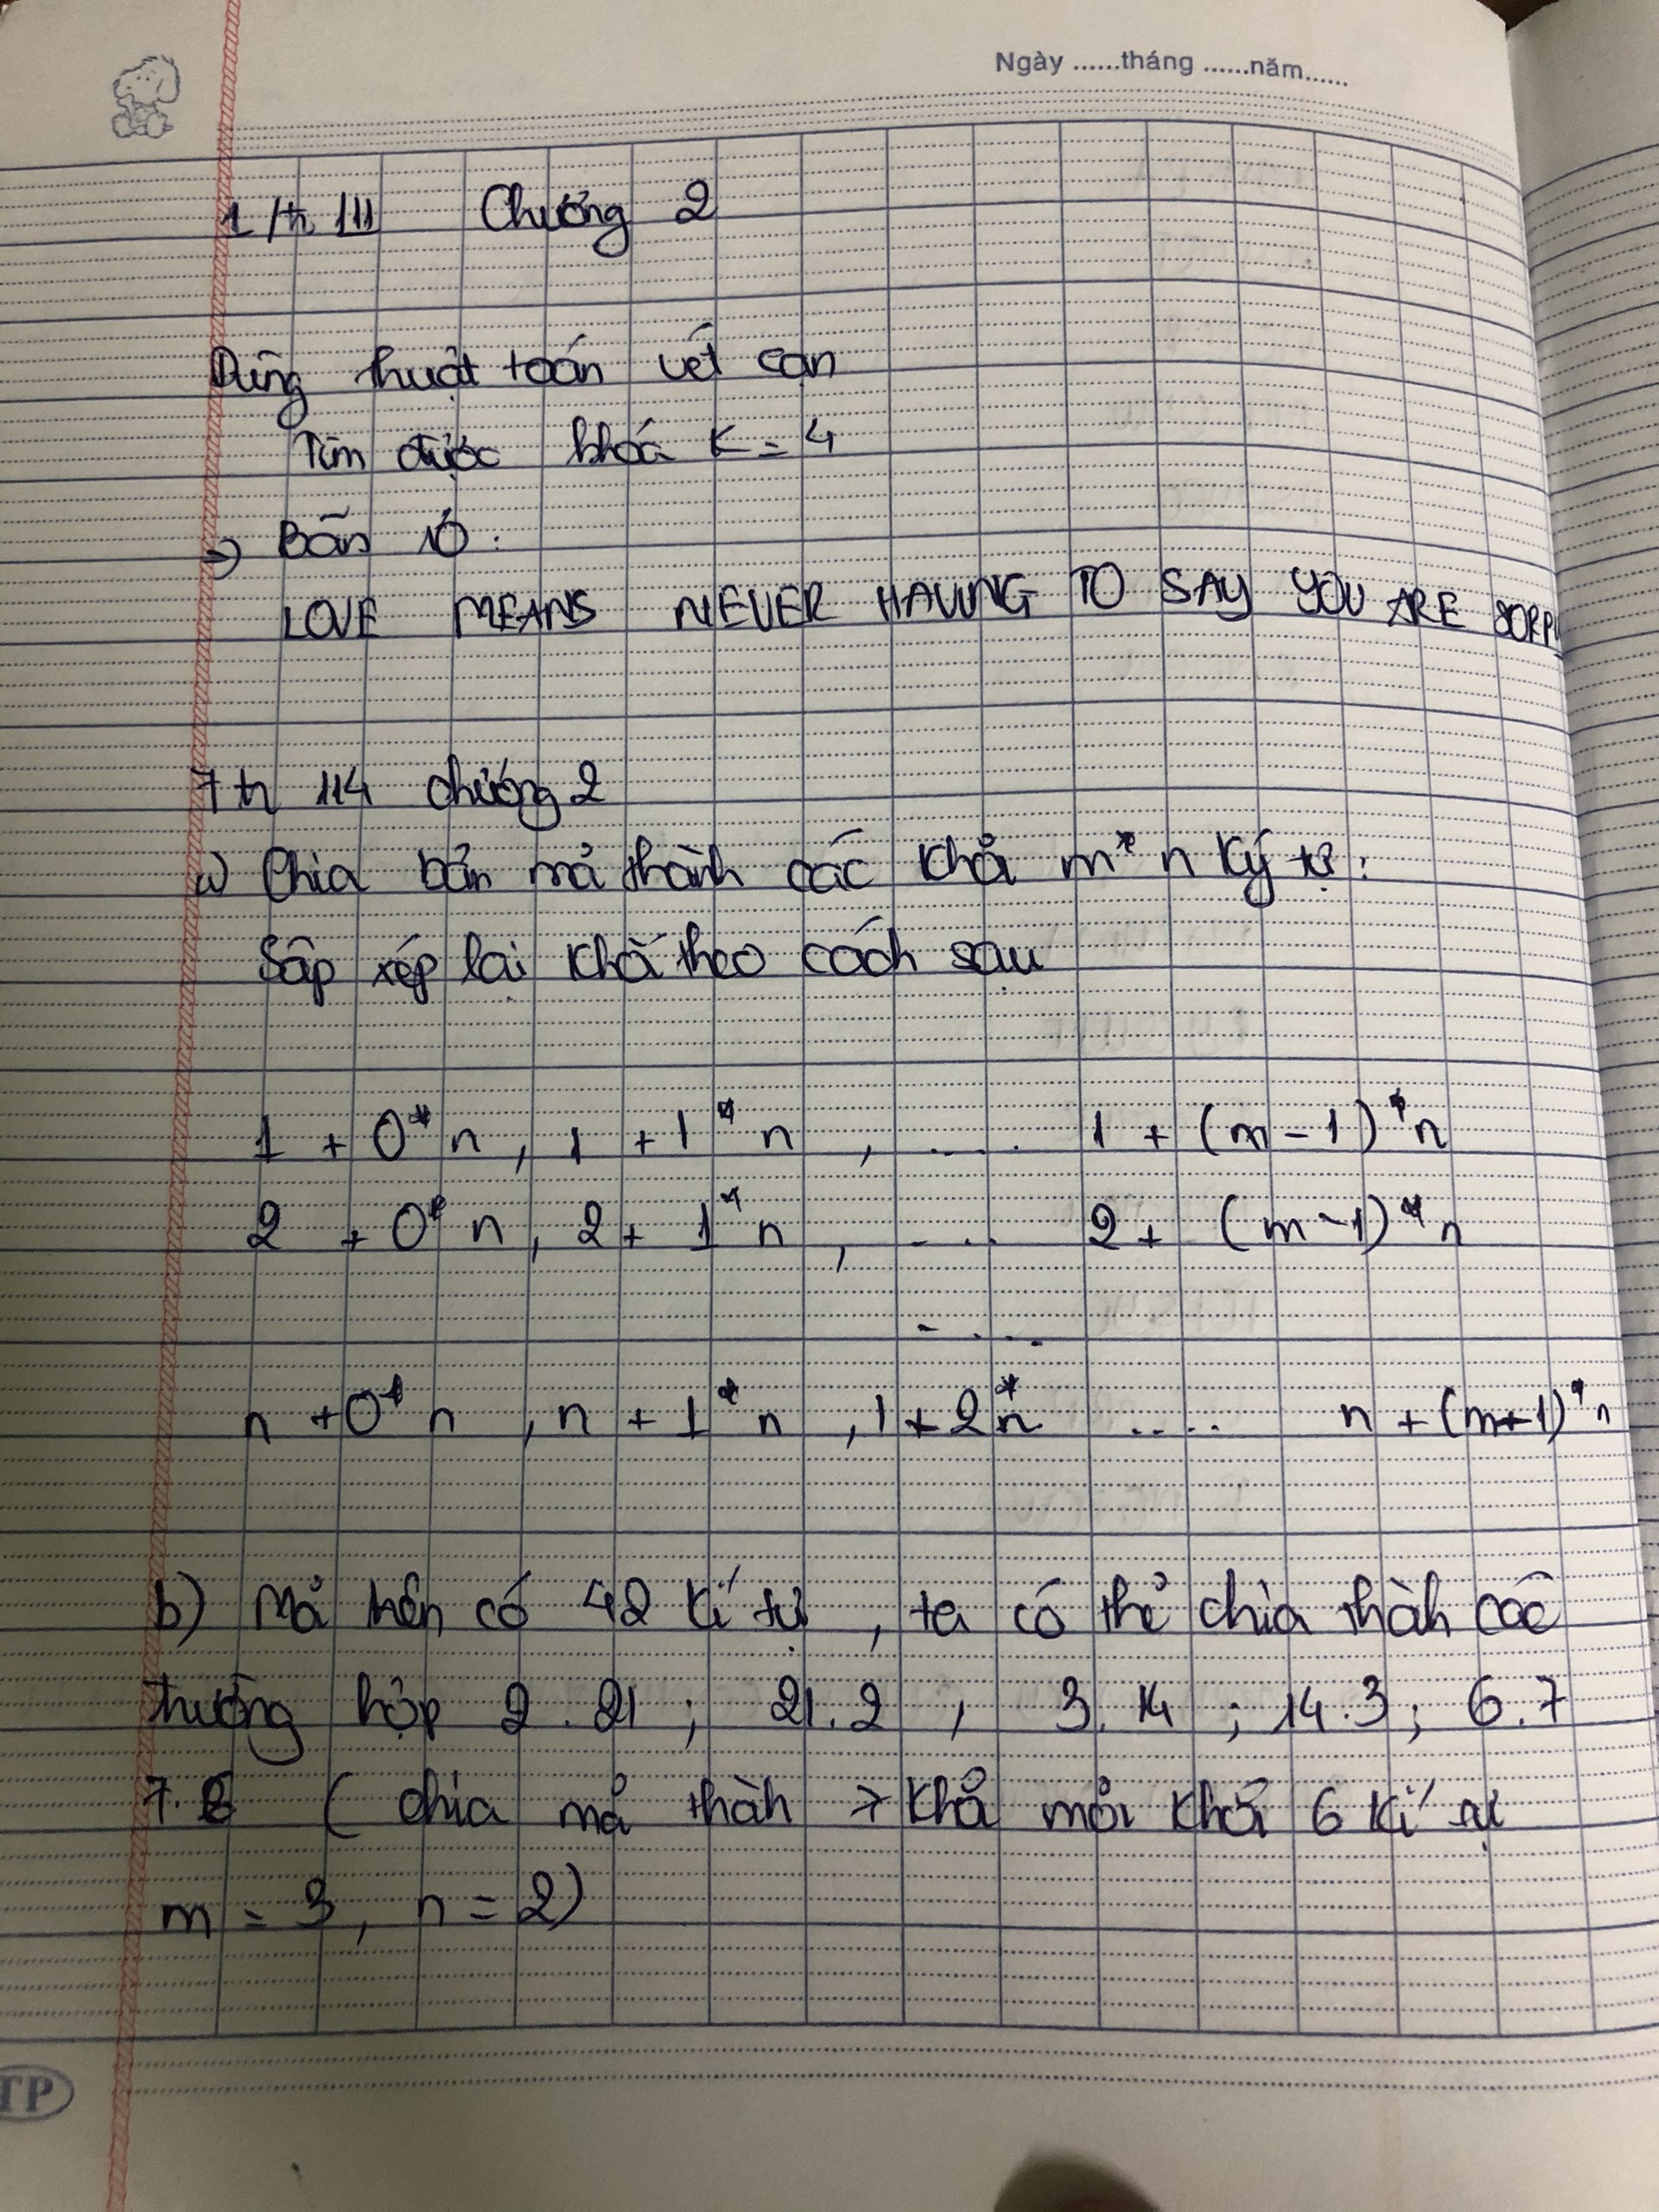 Ngày ......tháng ......năm......
1 /tr 111 Chương 2
Dùng thuật toán vét cạn
Tìm được khoá K = 4
=> Bản rõ :
LOVE MEANS NEVER HAVING TO SAY YOU ARE SORRY
7 tr 114 chương 2
a) Chia bản mã thành các khối m * n ký tự :
Sắp xếp lại khối theo cách sau
1 + 0 * n , 1 + 1 * n , .... 1 + (m - 1) * n
2 + 0 * n , 2 + 1 * n , .... 2 + (m - 1) * n
.....
n + 0 * n , n + 1 * n , 1 + 2 * n .... n + (m+1) * n
b) Mã trên có 42 kí tự , ta có thể chia thành các
trường hợp 2 . 21 ; 21 . 2 , 3 . 14 ; 14 . 3 ; 6 . 7
7 . 6 ( chia mã thành 7 khối mỗi khối 6 kí tự
m = 3 , n = 2 )
TP